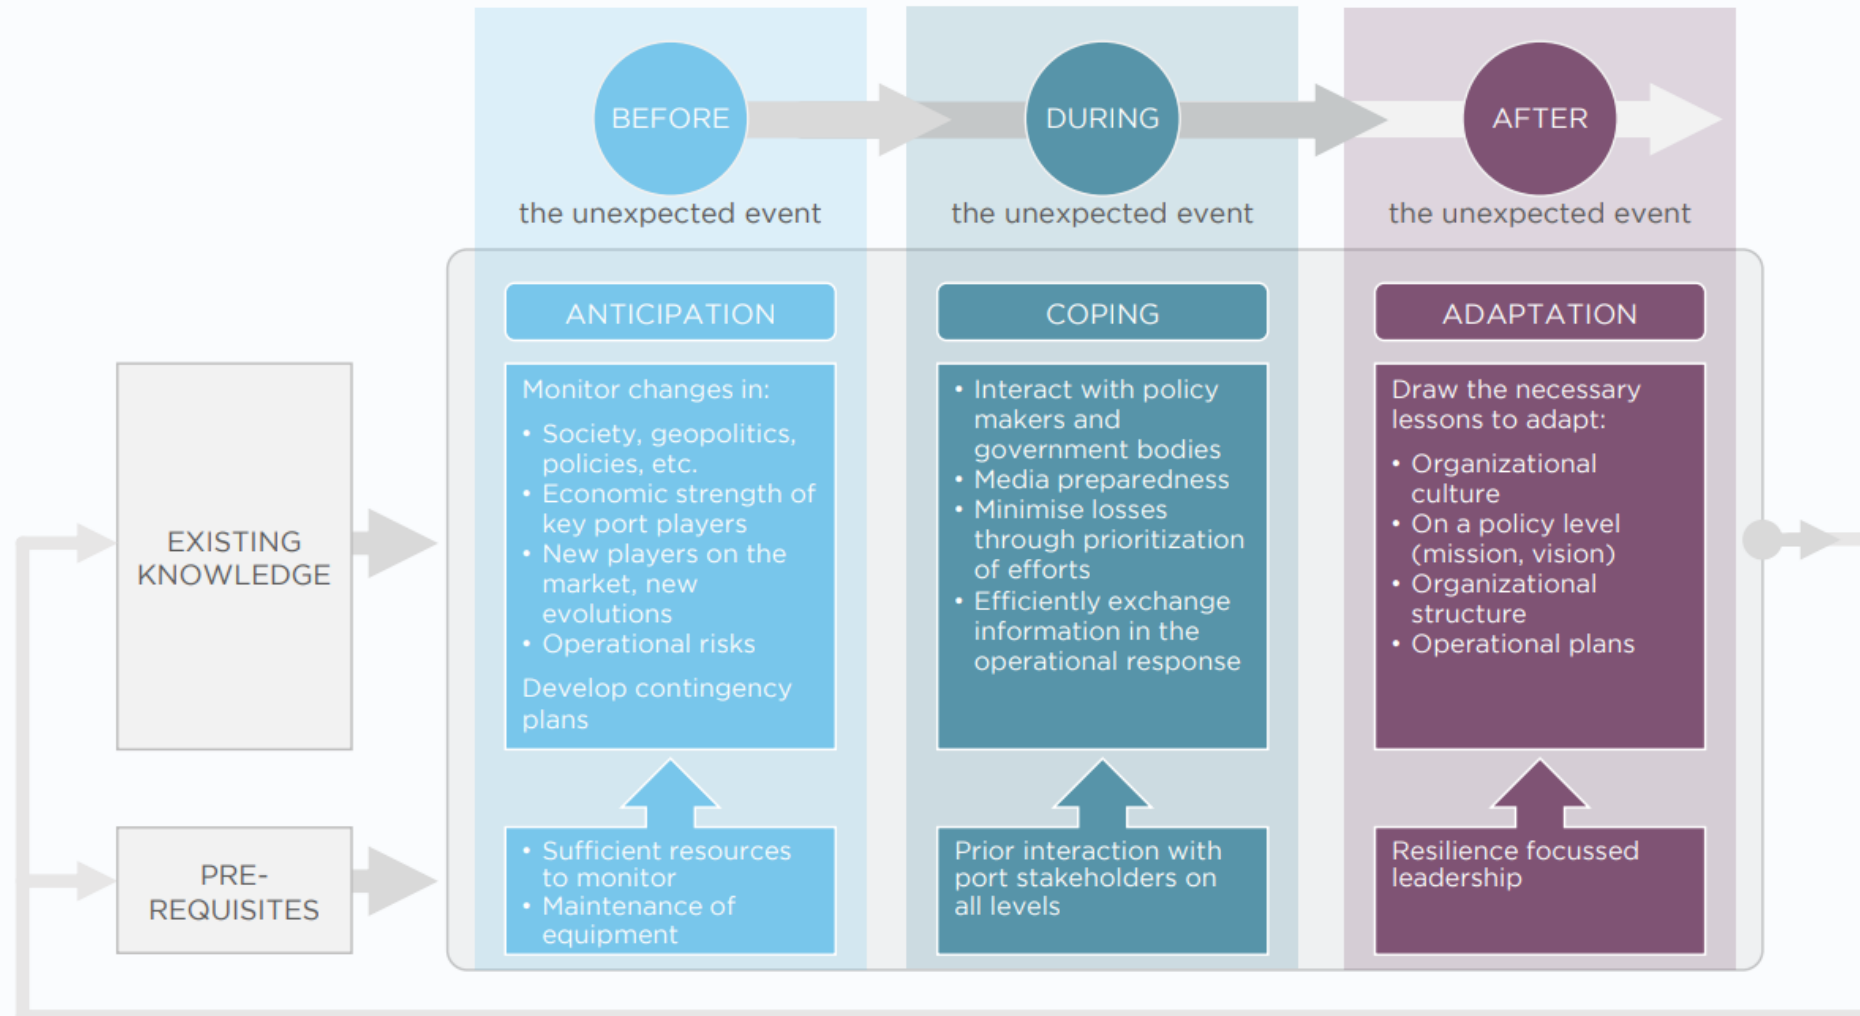 BEFORE
the unexpected event
DURING
the unexpected event
AFTER
the unexpected event
EXISTING
KNOWLEDGE
PRE-
REQUISITES
ANTICIPATION
Monitor changes in:
• Society, geopolitics,
policies, etc.
• Economic strength of
key port players
• New players on the
market, new
evolutions
• Operational risks
Develop contingency
plans
• Sufficient resources
to monitor
• Maintenance of
equipment
COPING
• Interact with policy
makers and
government bodies
• Media preparedness
• Minimise losses
through prioritization
of efforts
• Efficiently exchange
information in the
operational response
Prior interaction with
port stakeholders on
all levels
ADAPTATION
Draw the necessary
lessons to adapt:
• Organizational
culture
• On a policy level
(mission, vision)
• Organizational
structure
• Operational plans
Resilience focussed
leadership